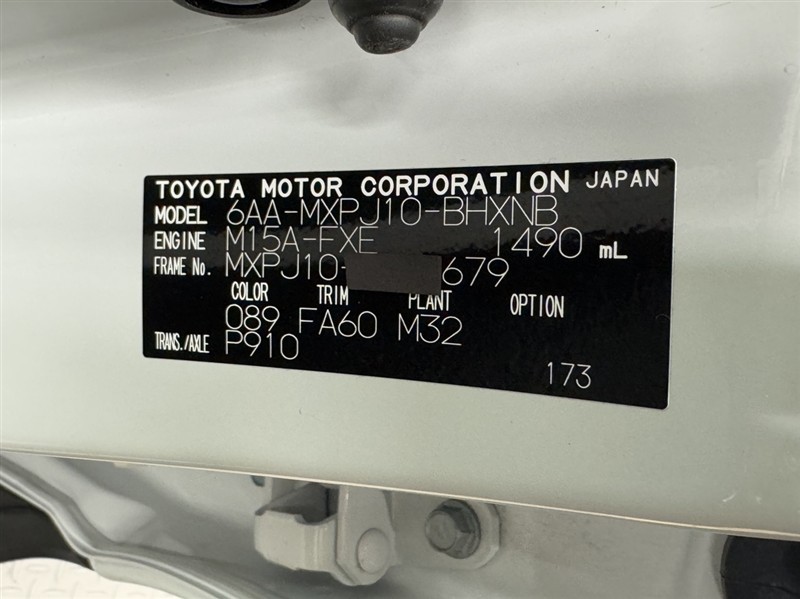 TOYOTA MOTOR CORPORATION JAPAN
MODEL 6AA-MXPJ10-BHXNB
ENGINE M15A-FXE 1490 mL
FRAME No. MXPJ10- 679
COLOR TRIM PLANT OPTION
089 FA60 M32
TRANS./AXLE P910
173